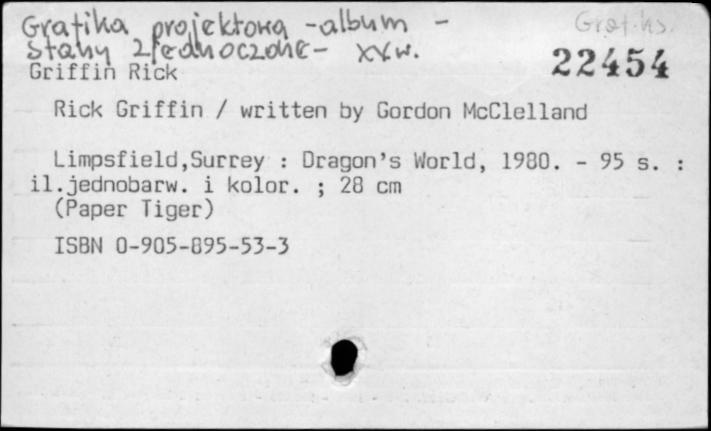 Grafika projektowa - album -
Stany Zjednoczone - XX w.
22454
Griffin Rick
Rick Griffin / written by Gordon McClelland
Limpsfield,Surrey : Dragon's World, 1980. - 95 s. :
il.jednobarw. i kolor. ; 28 cm
(Paper Tiger)
ISBN 0-905-895-53-3